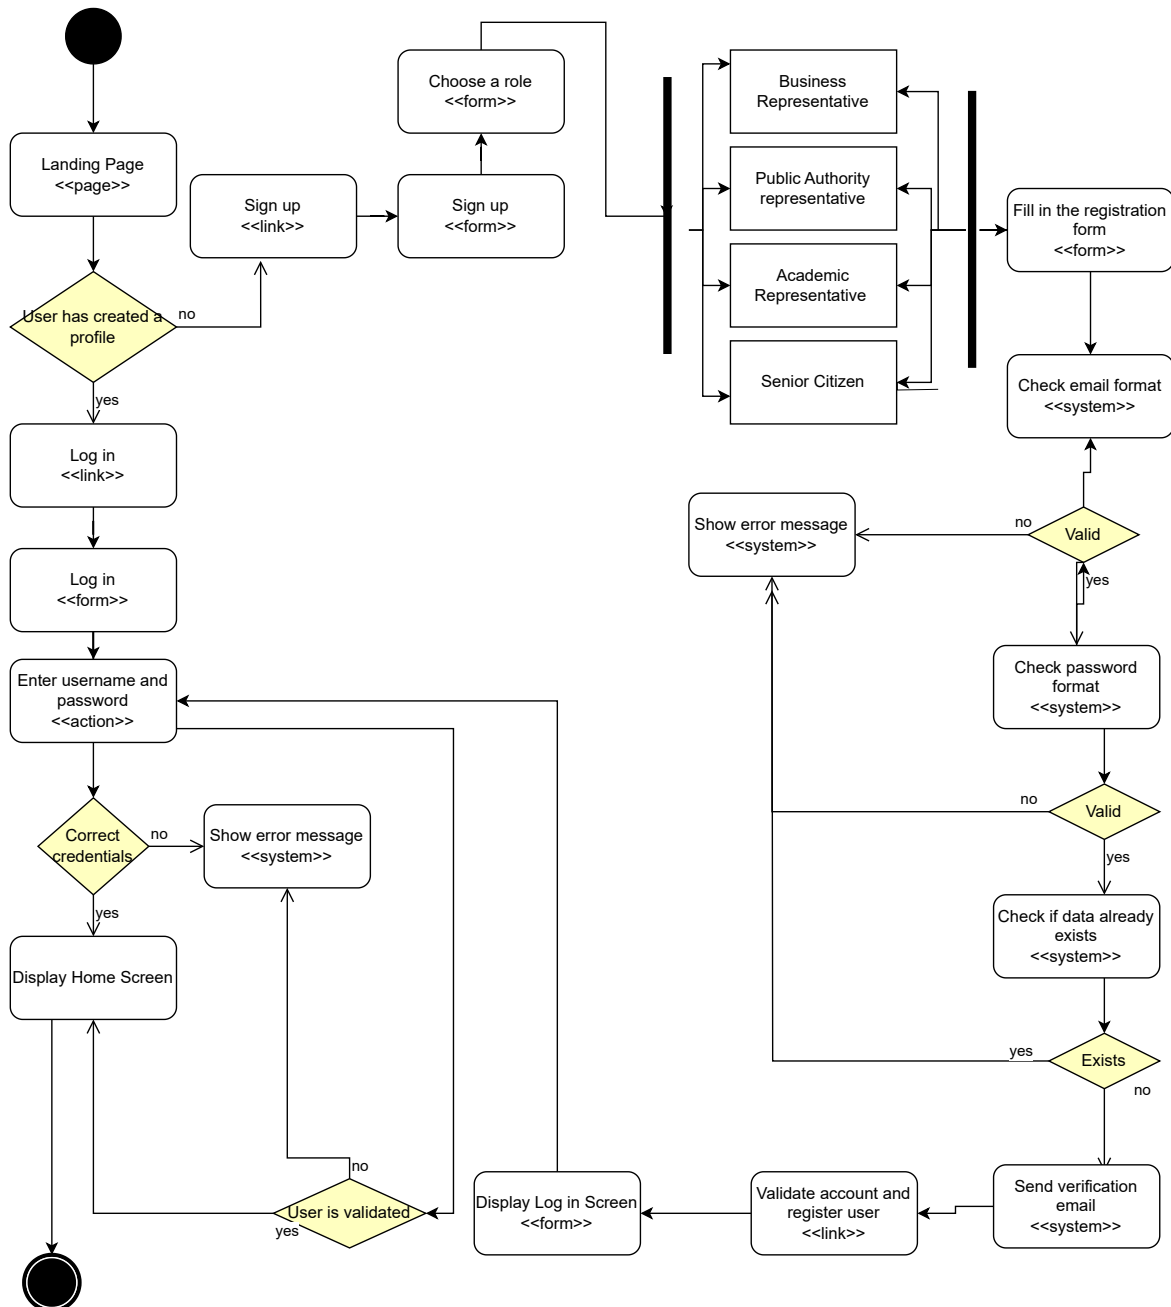 Landing Page
<<page>>
User has created a
profile
no
yes
Sign up
<<link>>
Sign up
<<form>>
Choose a role
<<form>>
Business
Representative
Public Authority
representative
Academic
Representative
Senior Citizen
Fill in the registration
form
<<form>>
Check email format
<<system>>
Valid
no
yes
Show error message
<<system>>
Check password
format
<<system>>
Valid
no
yes
Check if data already
exists
<<system>>
Exists
yes
no
Send verification
email
<<system>>
Validate account and
register user
<<link>>
Display Log in Screen
<<form>>
Log in
<<link>>
Log in
<<form>>
Enter username and
password
<<action>>
Correct
credentials
no
yes
Show error message
<<system>>
Display Home Screen
User is validated
no
yes